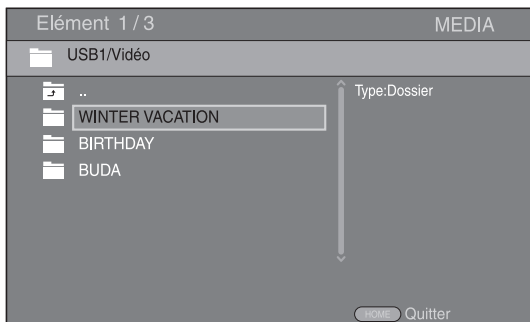 Elément 1 / 3
MEDIA
USB1/Vidéo
..
Type:Dossier
WINTER VACATION
BIRTHDAY
BUDA
HOME Quitter